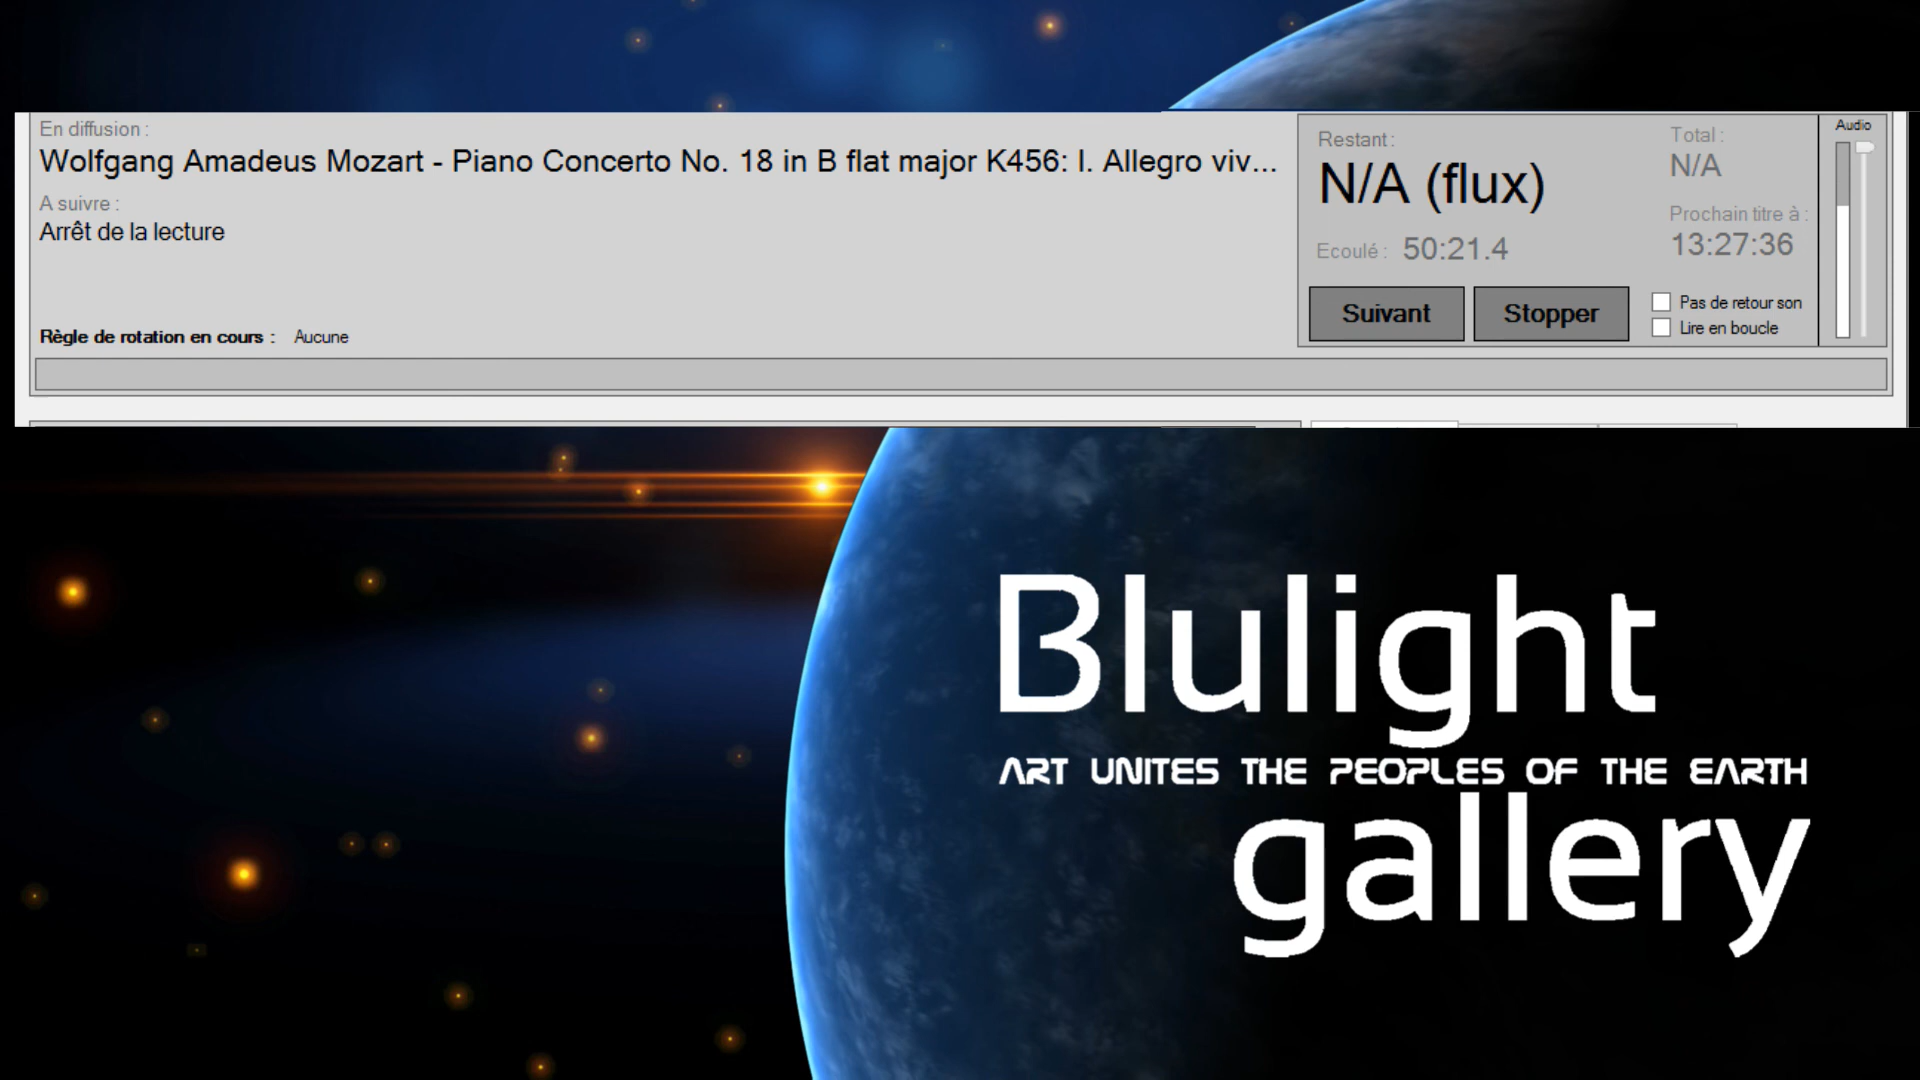 En diffusion :
Wolfgang Amadeus Mozart - Piano Concerto No. 18 in B flat major K456: I. Allegro viv...
A suivre :
Arrêt de la lecture
Règle de rotation en cours : Aucune
Restant :
N/A (flux)
Ecoulé : 50:21.4
Total :
N/A
Prochain titre à :
13:27:36
Suivant
Stopper
Pas de retour son
Lire en boucle
Audio
Blulight
ART UNITES THE PEOPLES OF THE EARTH
gallery